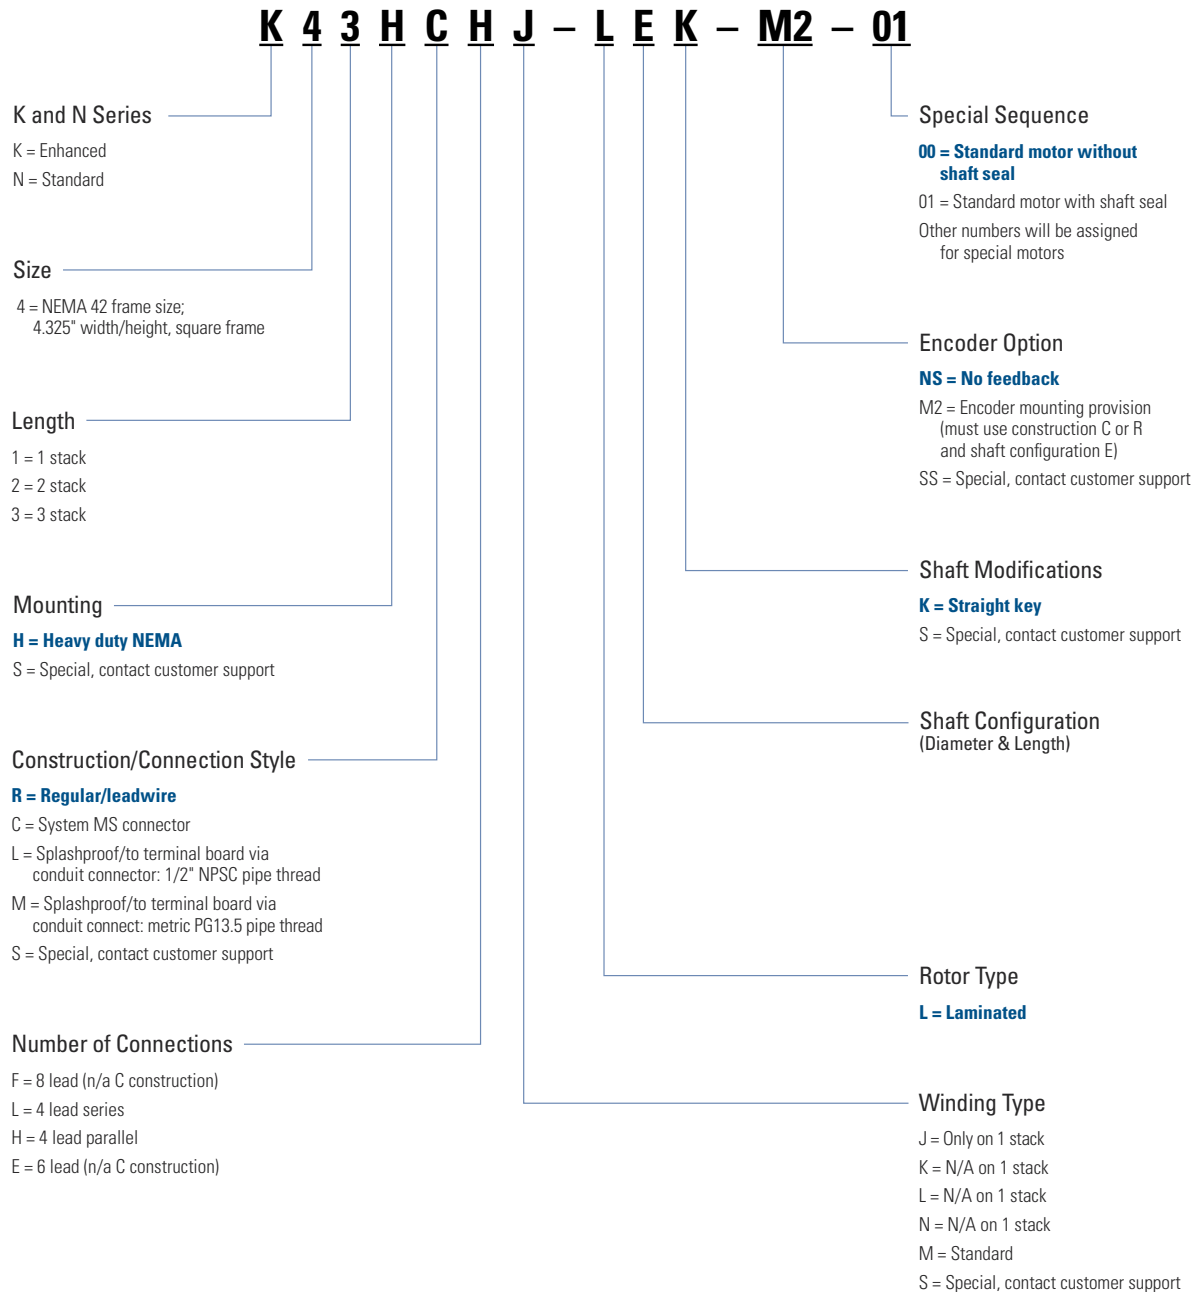 K 4 3 H C H J – L E K – M2 – 01
K and N Series
K = Enhanced
N = Standard
Size
4 = NEMA 42 frame size;
4.325" width/height, square frame
Length
1 = 1 stack
2 = 2 stack
3 = 3 stack
Mounting
H = Heavy duty NEMA
S = Special, contact customer support
Construction/Connection Style
R = Regular/leadwire
C = System MS connector
L = Splashproof/to terminal board via
conduit connector: 1/2" NPSC pipe thread
M = Splashproof/to terminal board via
conduit connect: metric PG13.5 pipe thread
S = Special, contact customer support
Number of Connections
F = 8 lead (n/a C construction)
L = 4 lead series
H = 4 lead parallel
E = 6 lead (n/a C construction)
Special Sequence
00 = Standard motor without
shaft seal
01 = Standard motor with shaft seal
Other numbers will be assigned
for special motors
Encoder Option
NS = No feedback
M2 = Encoder mounting provision
(must use construction C or R
and shaft configuration E)
SS = Special, contact customer support
Shaft Modifications
K = Straight key
S = Special, contact customer support
Shaft Configuration
(Diameter & Length)
Rotor Type
L = Laminated
Winding Type
J = Only on 1 stack
K = N/A on 1 stack
L = N/A on 1 stack
N = N/A on 1 stack
M = Standard
S = Special, contact customer support